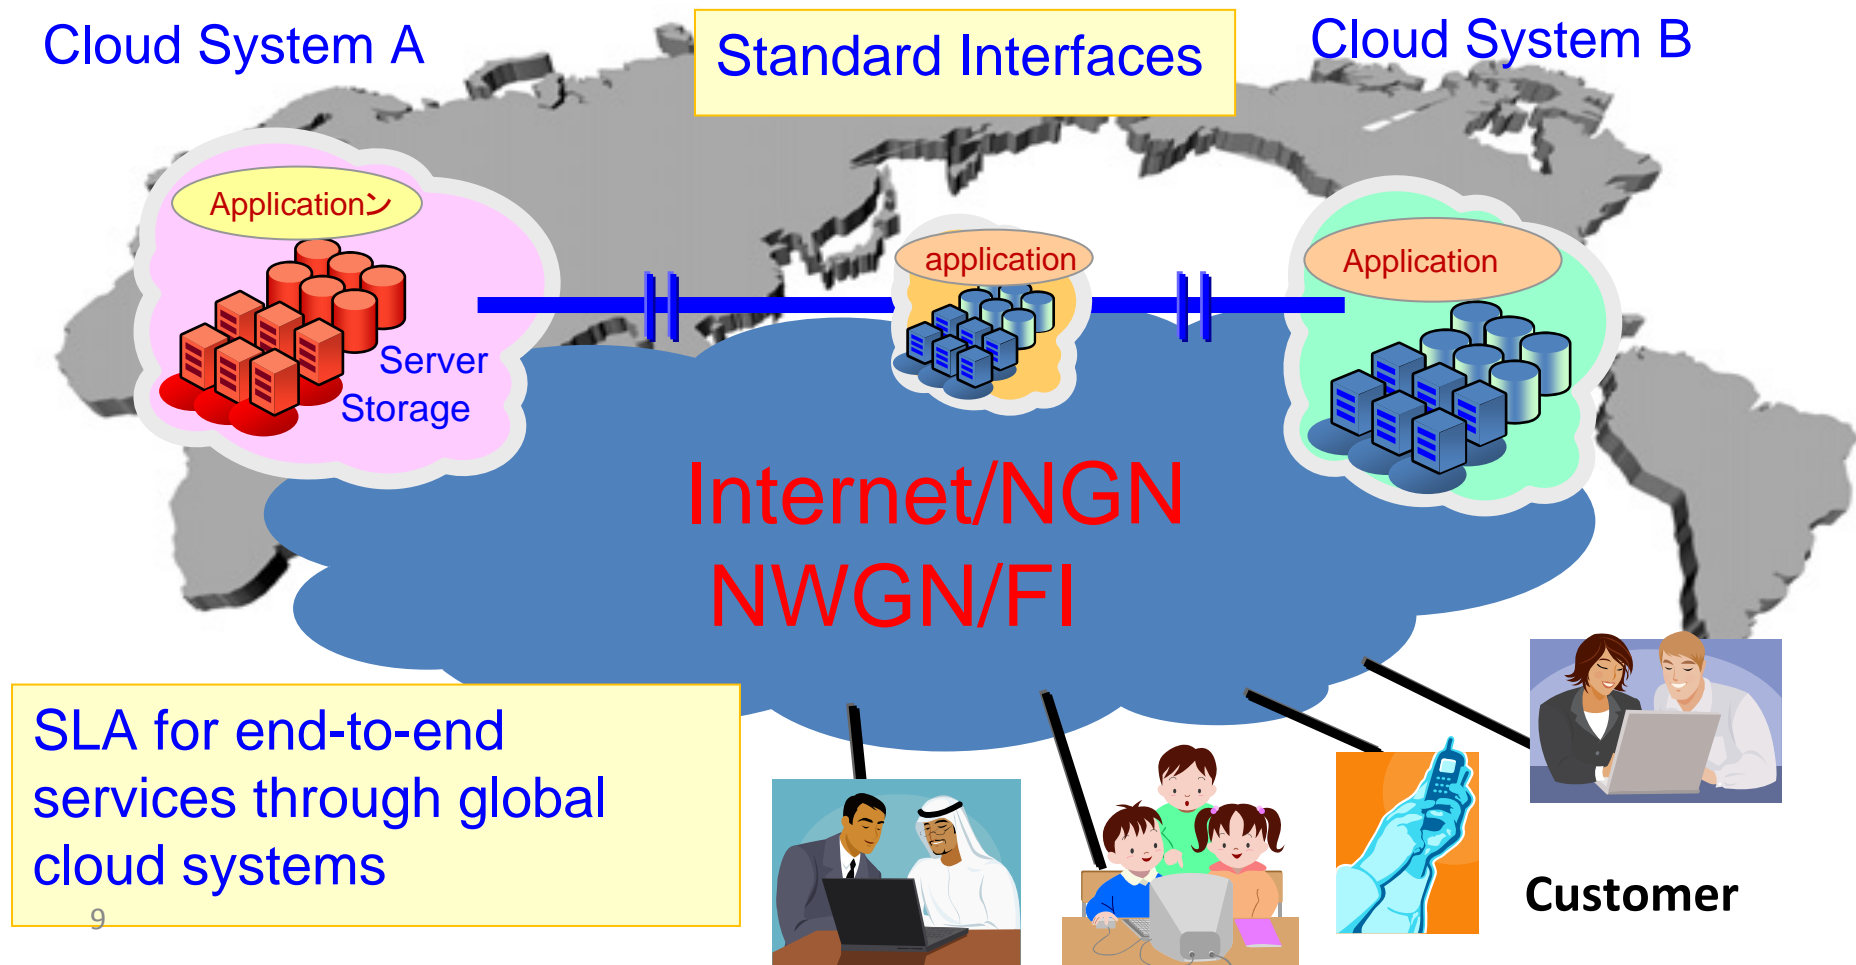 Cloud System A
Standard Interfaces
Cloud System B
Applicationン
application
Application
Server
Storage
Internet/NGN
NWGN/FI
SLA for end-to-end
services through global
cloud systems
9
Customer